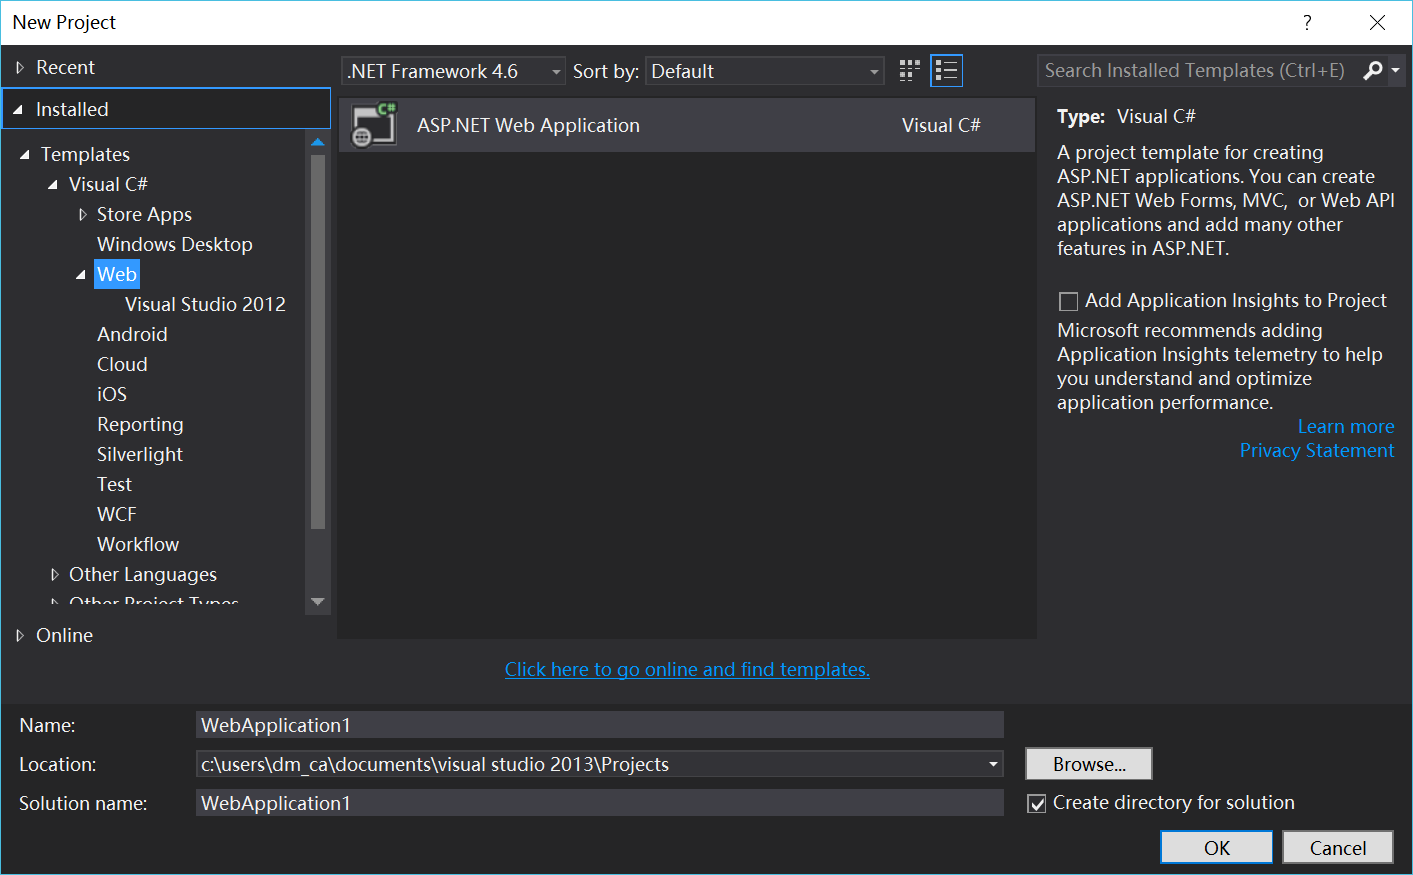 New Project
?
Recent
Installed
Templates
Visual C#
Store Apps
Windows Desktop
Web
Visual Studio 2012
Android
Cloud
iOS
Reporting
Silverlight
Test
WCF
Workflow
Other Languages
Other Project Types
Online
.NET Framework 4.6
Sort by:
Default
Search Installed Templates (Ctrl+E)
C#
ASP.NET Web Application
Visual C#
Type: Visual C#
A project template for creating
ASP.NET applications. You can create
ASP.NET Web Forms, MVC, or Web API
applications and add many other
features in ASP.NET.
Add Application Insights to Project
Microsoft recommends adding
Application Insights telemetry to help
you understand and optimize
application performance.
Learn more
Privacy Statement
Click here to go online and find templates.
Name:
WebApplication1
Location:
c:\users\dm_ca\documents\visual studio 2013\Projects
Browse...
Solution name:
WebApplication1
Create directory for solution
OK
Cancel